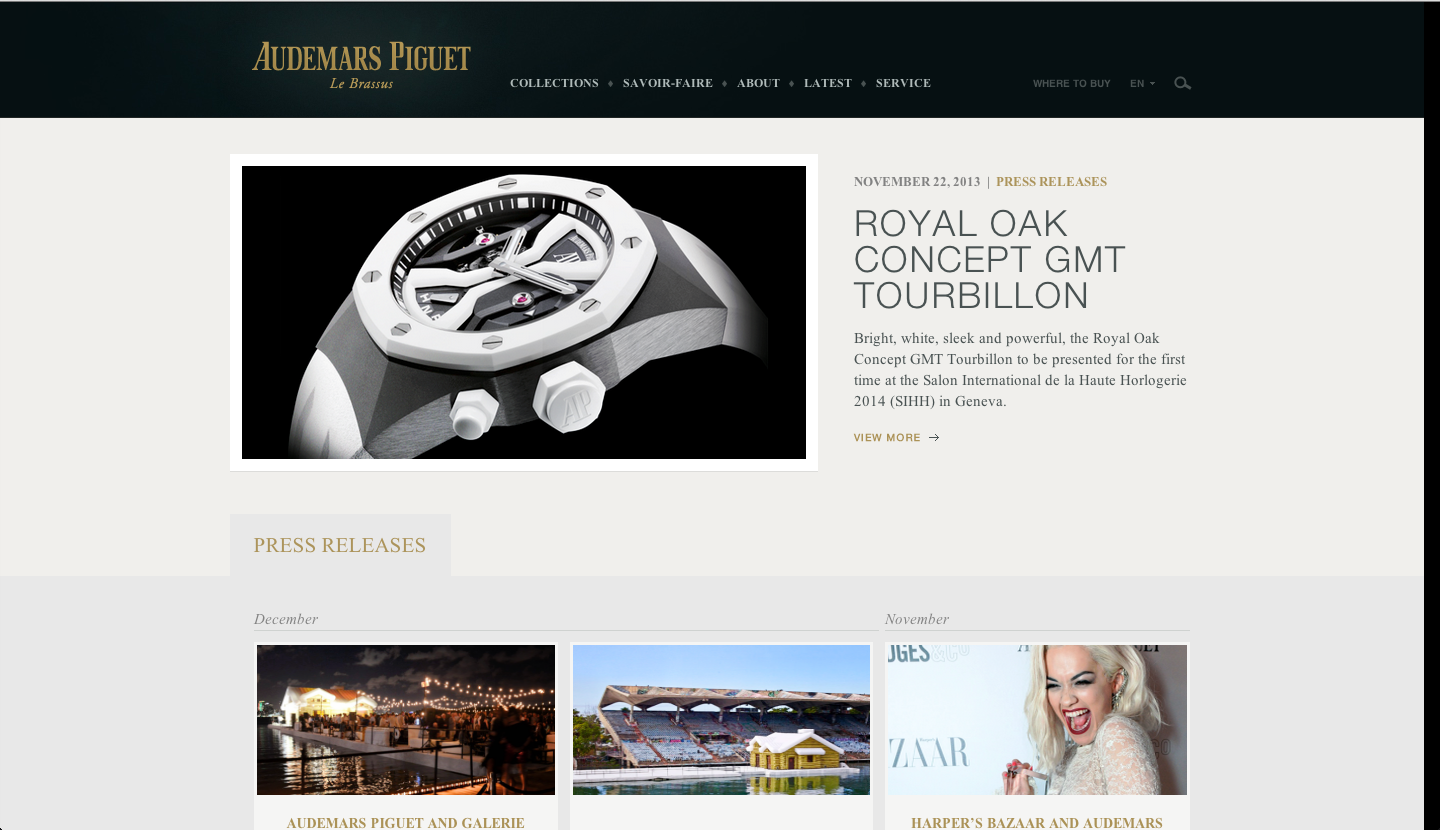 AUDEMARS PIGUET
Le Brassus
COLLECTIONS ♦ SAVOIR-FAIRE ♦ ABOUT ♦ LATEST ♦ SERVICE
WHERE TO BUY EN
NOVEMBER 22, 2013 | PRESS RELEASES
ROYAL OAK
CONCEPT GMT
TOURBILLON
Bright, white, sleek and powerful, the Royal Oak
Concept GMT Tourbillon to be presented for the first
time at the Salon International de la Haute Horlogerie
2014 (SIHH) in Geneva.
VIEW MORE →
AP
AP
PRESS RELEASES
December
November
ZAAR
AUDEMARS PIGUET AND GALERIE
HARPER'S BAZAAR AND AUDEMARS